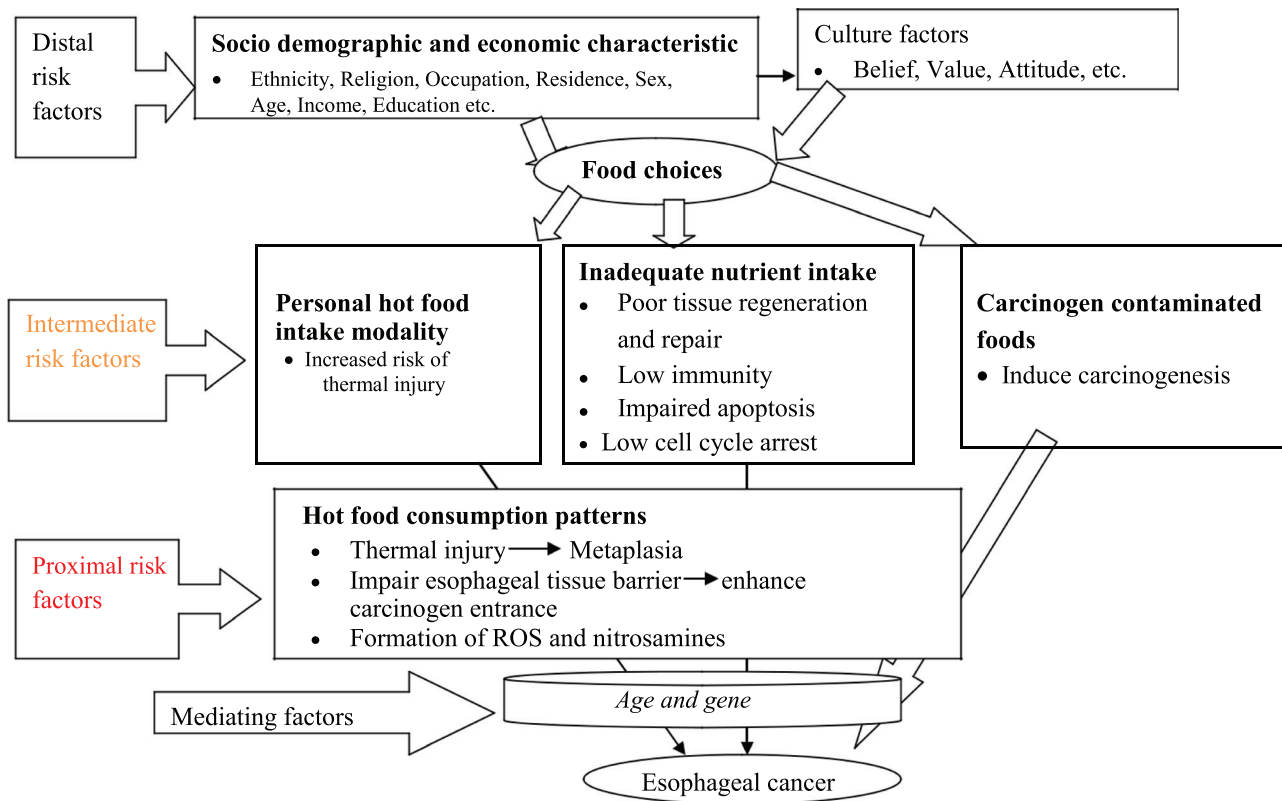 Distal
risk
factors
Socio demographic and economic characteristic
• Ethnicity, Religion, Occupation, Residence, Sex,
Age, Income, Education etc.
Culture factors
• Belief, Value, Attitude, etc.
Food choices
Intermediate
risk factors
Personal hot food
intake modality
• Increased risk of
thermal injury
Inadequate nutrient intake
• Poor tissue regeneration
and repair
• Low immunity
• Impaired apoptosis
• Low cell cycle arrest
Carcinogen contaminated
foods
• Induce carcinogenesis
Proximal risk
factors
Hot food consumption patterns
• Thermal injury → Metaplasia
• Impair esophageal tissue barrier → enhance
carcinogen entrance
• Formation of ROS and nitrosamines
Mediating factors
Age and gene
Esophageal cancer